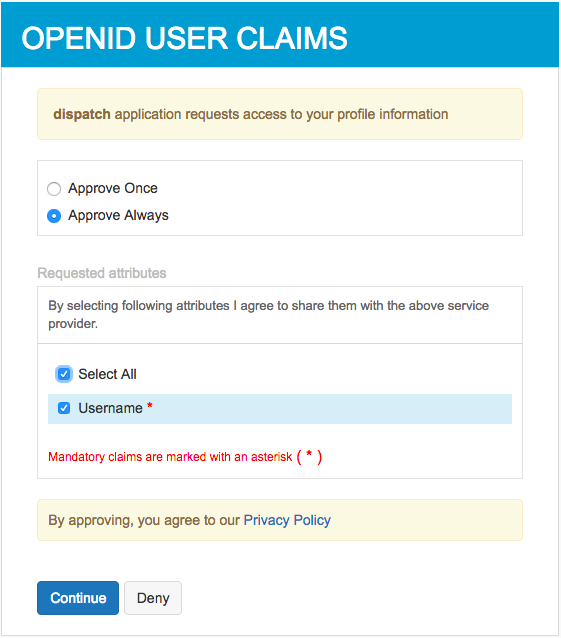 OPENID USER CLAIMS
dispatch application requests access to your profile information
Approve Once
Approve Always
Requested attributes
By selecting following attributes I agree to share them with the above service
provider.
Select All
Username *
Mandatory claims are marked with an asterisk ( * )
By approving, you agree to our Privacy Policy
Continue
Deny